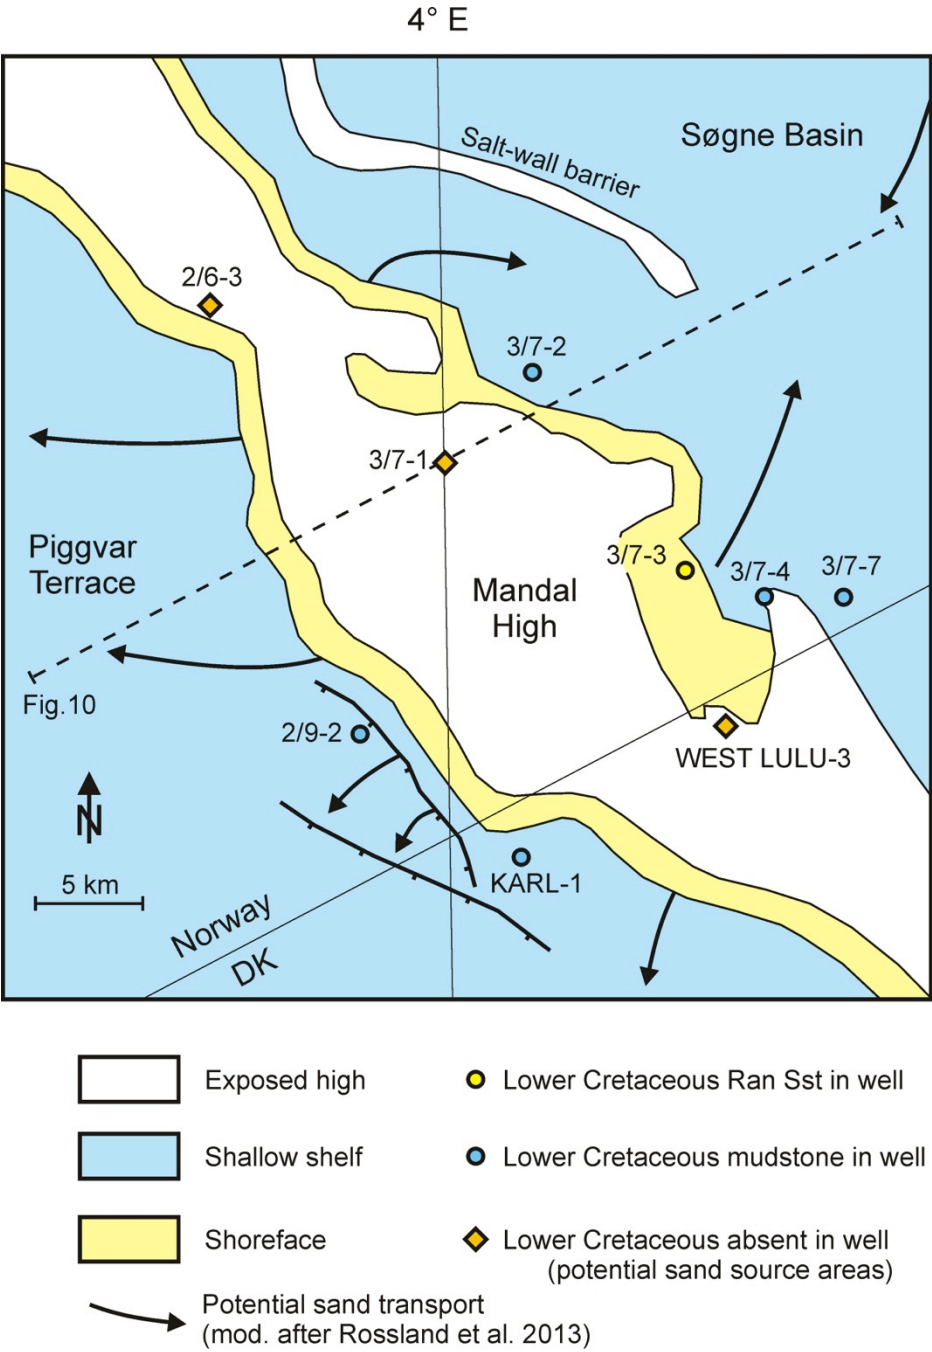 4° E
Søgne Basin
Salt-wall barrier
2/6-3
3/7-2
3/7-1
Piggvar
Terrace
3/7-3
3/7-4
3/7-7
Mandal
High
Fig.10
2/9-2
WEST LULU-3
N
5 km
KARL-1
Norway
DK
Exposed high
Lower Cretaceous Ran Sst in well
Shallow shelf
Lower Cretaceous mudstone in well
Shoreface
Lower Cretaceous absent in well
(potential sand source areas)
Potential sand transport
(mod. after Rossland et al. 2013)